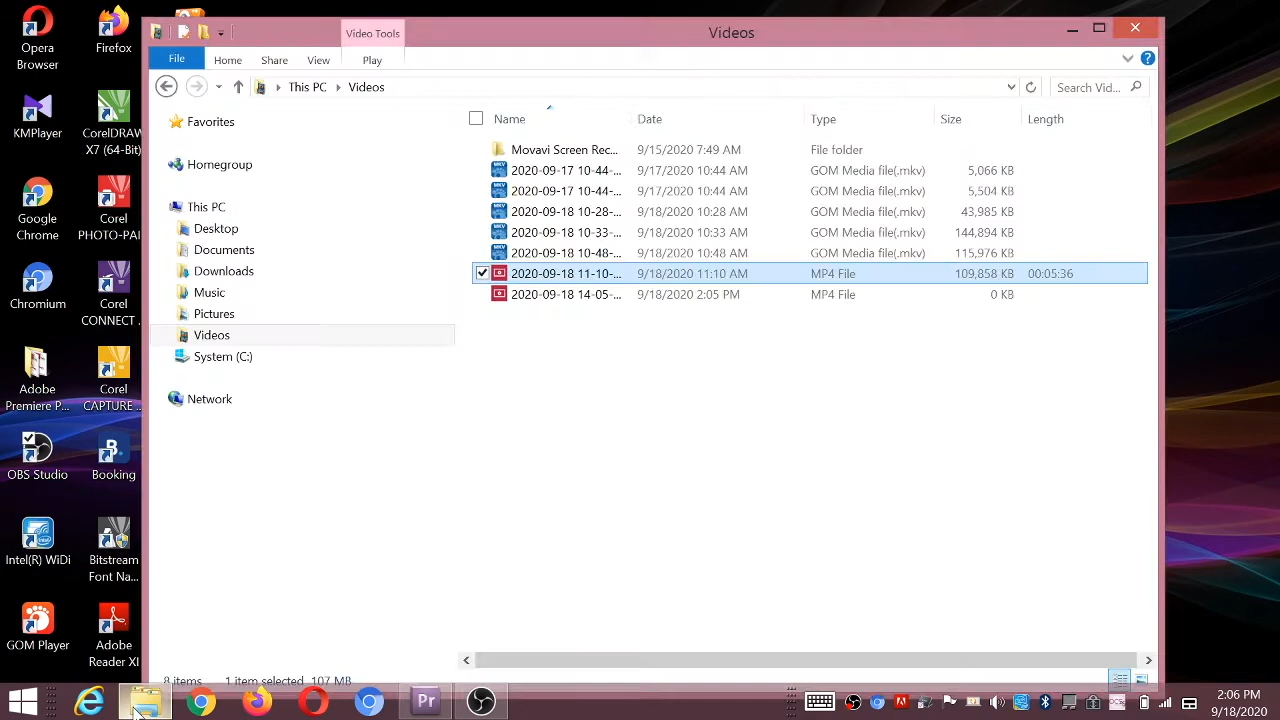 Opera
Browser
Firefox
KMPlayer
CorelDRAW
X7 (64-Bit)
Google
Chrome
Corel
PHOTO-PAI
Chromium
Corel
CONNECT ...
Adobe
Premiere P...
Corel
CAPTURE ...
OBS Studio
Booking
Intel(R) WiDi
Bitstream
Font Na...
GOM Player
Adobe
Reader XI
Video Tools
Videos
File Home Share View Play
This PC Videos
Search Vid...
Favorites
Homegroup
This PC
Desktop
Documents
Downloads
Music
Pictures
Videos
System (C:)
Network
Name Date Type Size Length
Movavi Screen Rec... 9/15/2020 7:49 AM File folder
2020-09-17 10-44-... 9/17/2020 10:44 AM GOM Media file(.mkv) 5,066 KB
2020-09-17 10-44-... 9/17/2020 10:44 AM GOM Media file(.mkv) 5,504 KB
2020-09-18 10-28-... 9/18/2020 10:28 AM GOM Media file(.mkv) 43,985 KB
2020-09-18 10-33-... 9/18/2020 10:33 AM GOM Media file(.mkv) 144,894 KB
2020-09-18 10-48-... 9/18/2020 10:48 AM GOM Media file(.mkv) 115,976 KB
2020-09-18 11-10-... 9/18/2020 11:10 AM MP4 File 109,858 KB 00:05:36
2020-09-18 14-05-... 9/18/2020 2:05 PM MP4 File 0 KB
8 items 1 item selected 107 MB
Pr
2:06 PM
9/18/2020